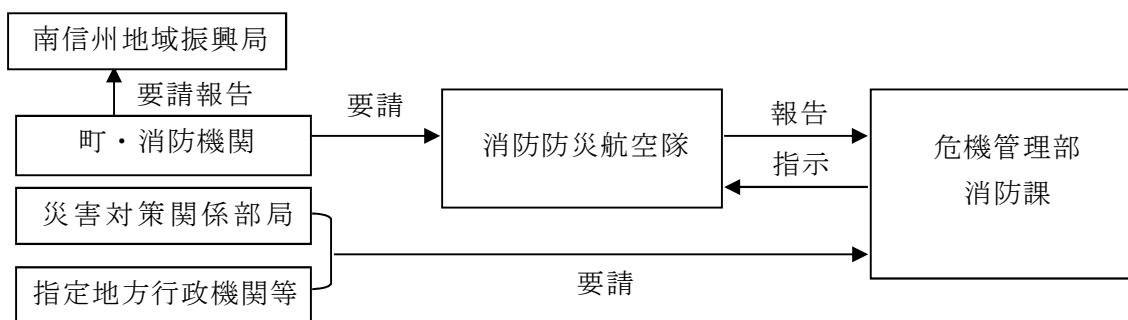 南信州地域振興局
要請報告
町・消防機関
要請
消防防災航空隊
報告
指示
危機管理部
消防課
災害対策関係部局
指定地方行政機関等
要請